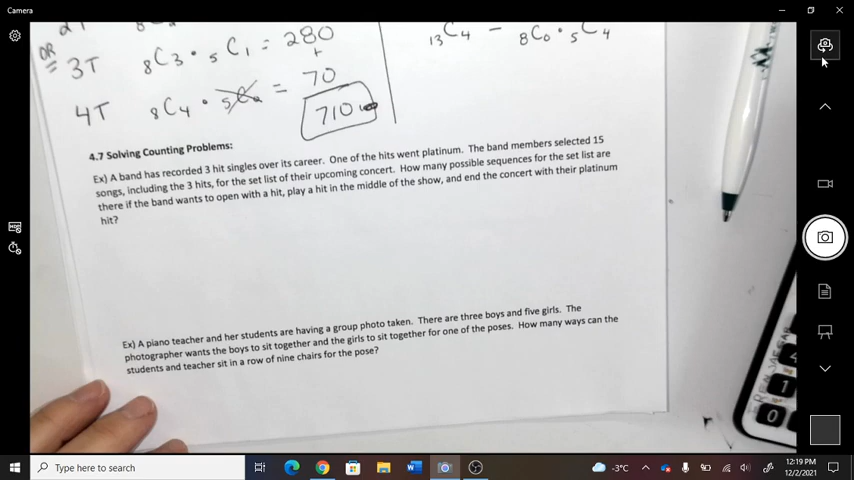 Camera
OR
3T 8C3 · 5C1 = 280
+
4T 8C4 · = 70
710
13C4 - 8C0 · 5C4
4.7 Solving Counting Problems:
Ex) A band has recorded 3 hit singles over its career. One of the hits went platinum. The band members selected 15
songs, including the 3 hits, for the set list of their upcoming concert. How many possible sequences for the set list are
there if the band wants to open with a hit, play a hit in the middle of the show, and end the concert with their platinum
hit?
Ex) A piano teacher and her students are having a group photo taken. There are three boys and five girls. The
photographer wants the boys to sit together and the girls to sit together for one of the poses. How many ways can the
students and teacher sit in a row of nine chairs for the pose?
4
1
0
Type here to search
-3°C
12:19 PM
12/2/2021